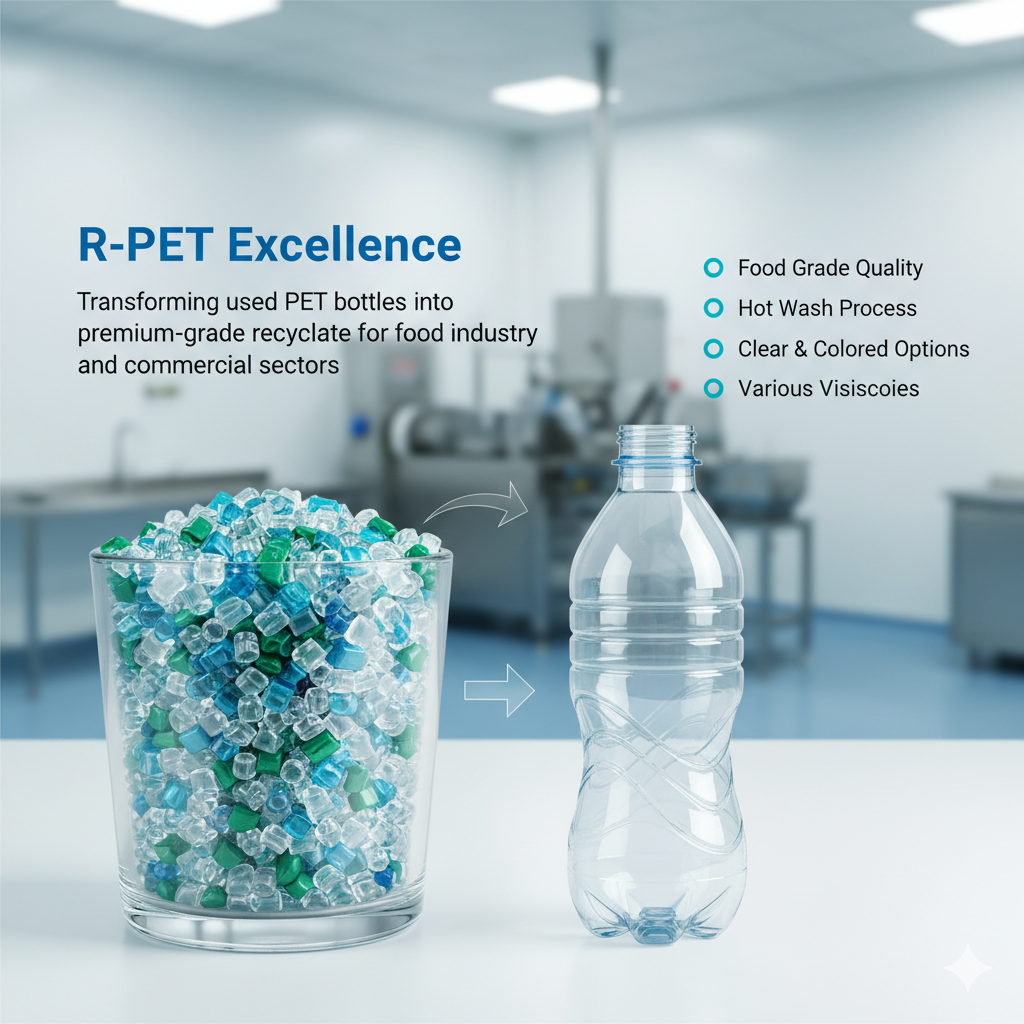 R-PET Excellence
Transforming used PET bottles into
premium-grade recyclate for food industry
and commercial sectors
Food Grade Quality
Hot Wash Process
Clear & Colored Options
Various Visiscoies